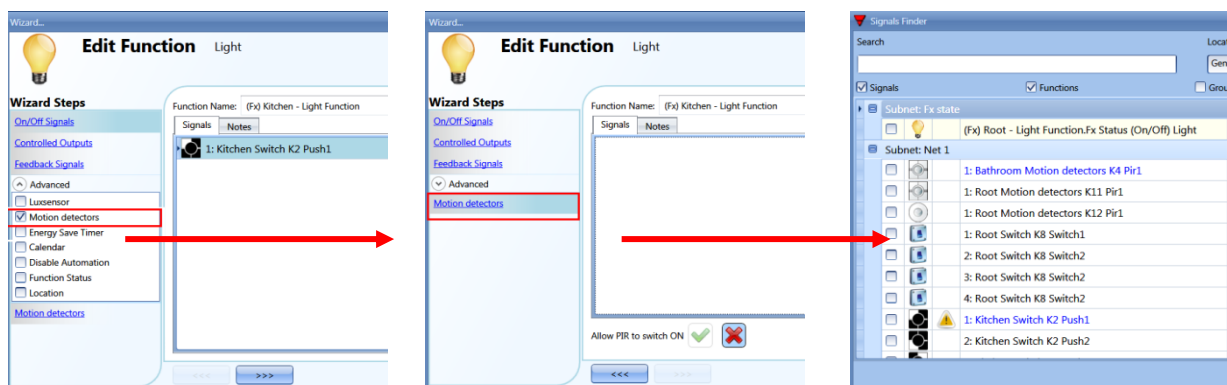 Wizard...
Edit Function Light
Wizard Steps
On/Off Signals
Controlled Outputs
Feedback Signals
Advanced
Luxsensor
Motion detectors
Energy Save Timer
Calendar
Disable Automation
Function Status
Location
Motion detectors
Function Name: (Fx) Kitchen - Light Function
Signals Notes
1: Kitchen Switch K2 Push1
<<< >>>
Wizard...
Edit Function Light
Wizard Steps
On/Off Signals
Controlled Outputs
Feedback Signals
Advanced
Motion detectors
Function Name: (Fx) Kitchen - Light Function
Signals Notes
Allow PIR to switch ON
<<< >>>
Signals Finder
Search Loca
Gen
Signals Functions Grou
Subnet: Fx state
(Fx) Root - Light Function.Fx Status (On/Off) Light
Subnet: Net 1
1: Bathroom Motion detectors K4 Pir1
1: Root Motion detectors K11 Pir1
1: Root Motion detectors K12 Pir1
1: Root Switch K8 Switch1
2: Root Switch K8 Switch2
3: Root Switch K8 Switch2
4: Root Switch K8 Switch2
1: Kitchen Switch K2 Push1
2: Kitchen Switch K2 Push2